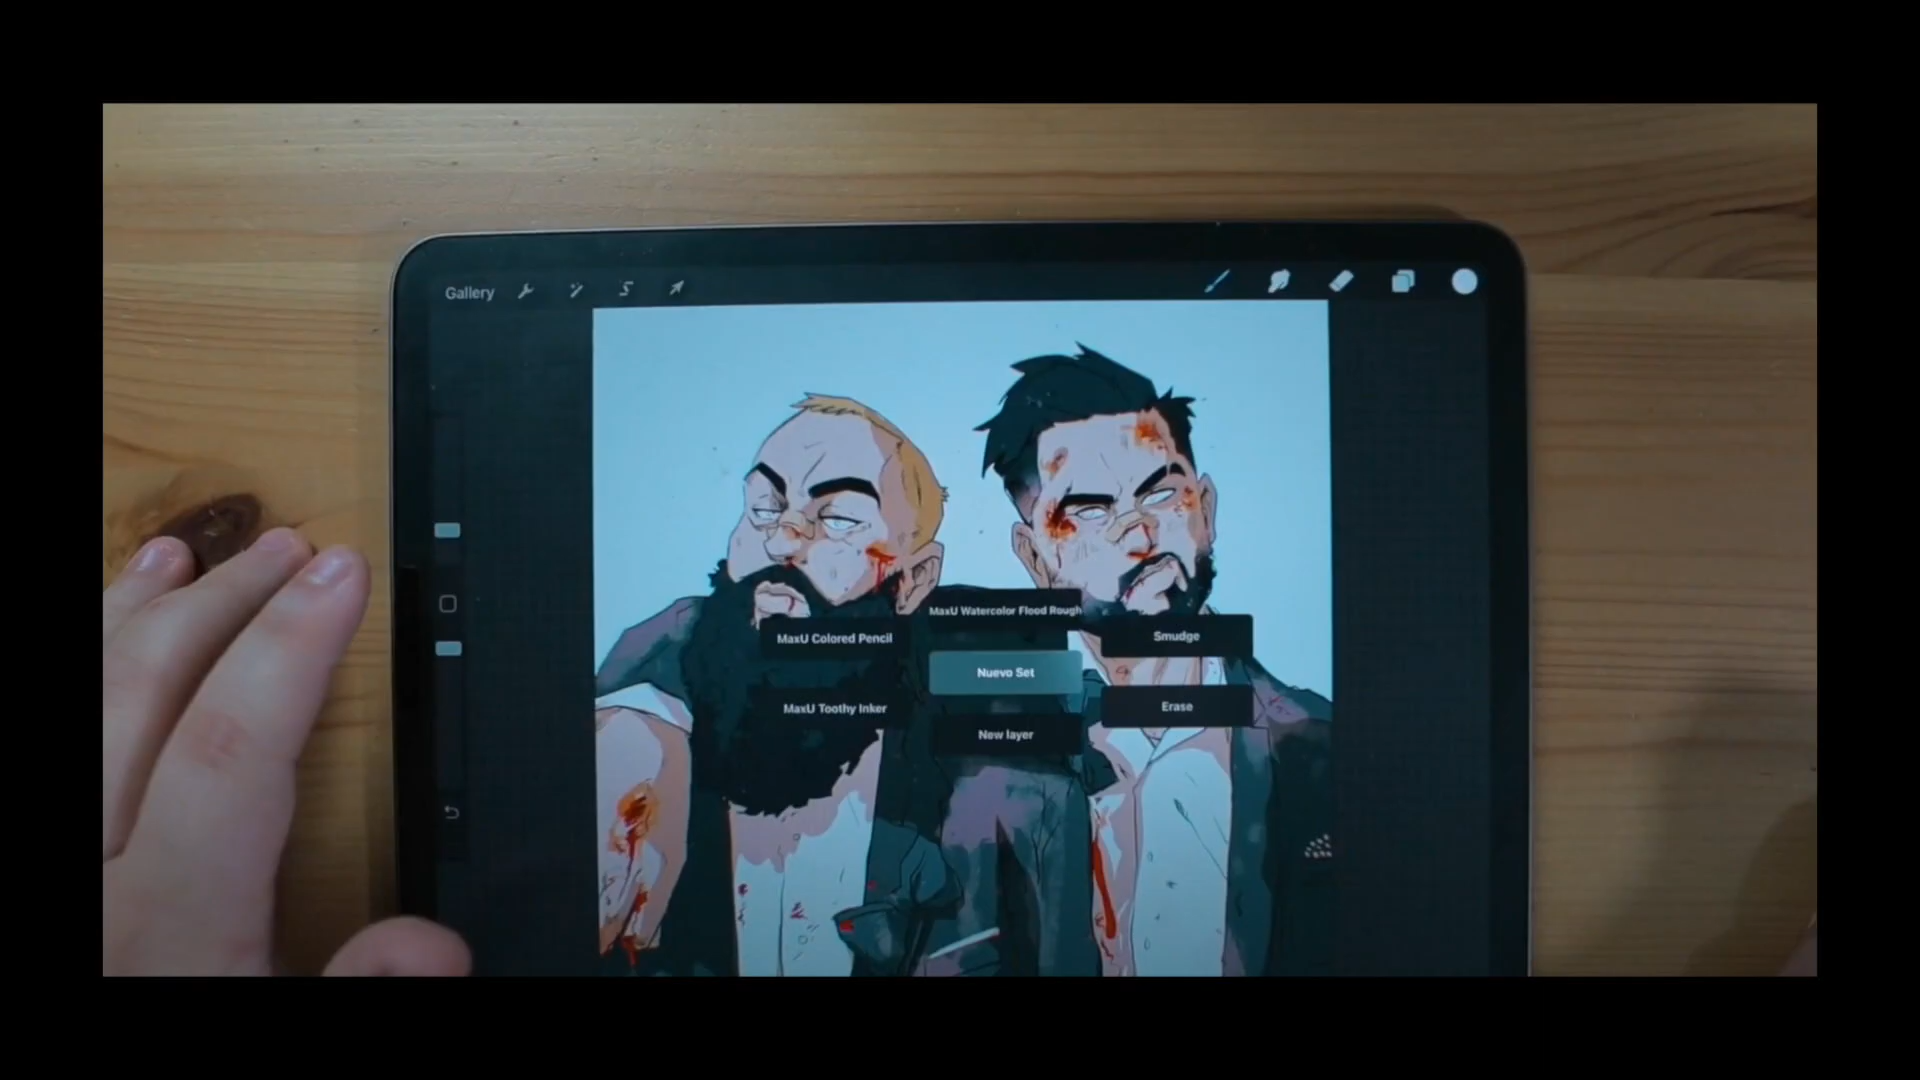 Gallery
MaxU Watercolor Flood Rough
MaxU Colored Pencil
Smudge
Nuevo Set
MaxU Toothy Inker
Erase
New layer